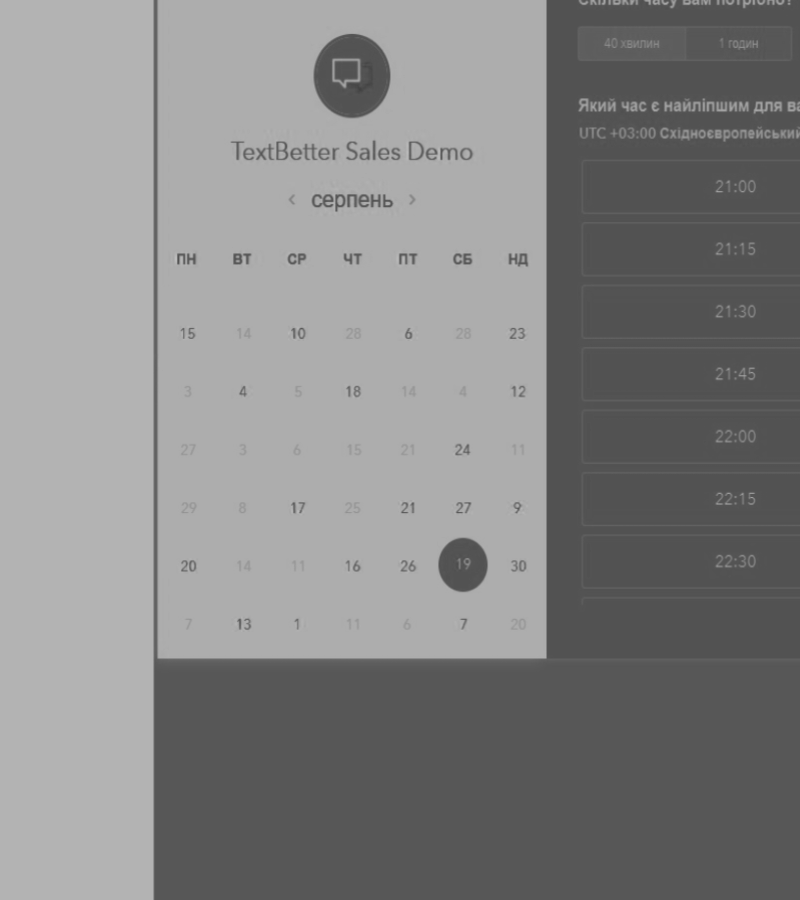 TextBetter Sales Demo
серпень
ПН ВТ СР ЧТ ПТ СБ НД
15 14 10 28 6 28 23
3 4 5 18 14 4 12
27 3 6 15 21 24 11
29 8 17 25 21 27 9
20 14 11 16 26 19 30
7 13 1 11 6 7 20
Скільки часу вам потрібно?
40 хвилин 1 годин
Який час є найліпшим для
UTC +03:00 Східноєвропейський
21:00
21:15
21:30
21:45
22:00
22:15
22:30